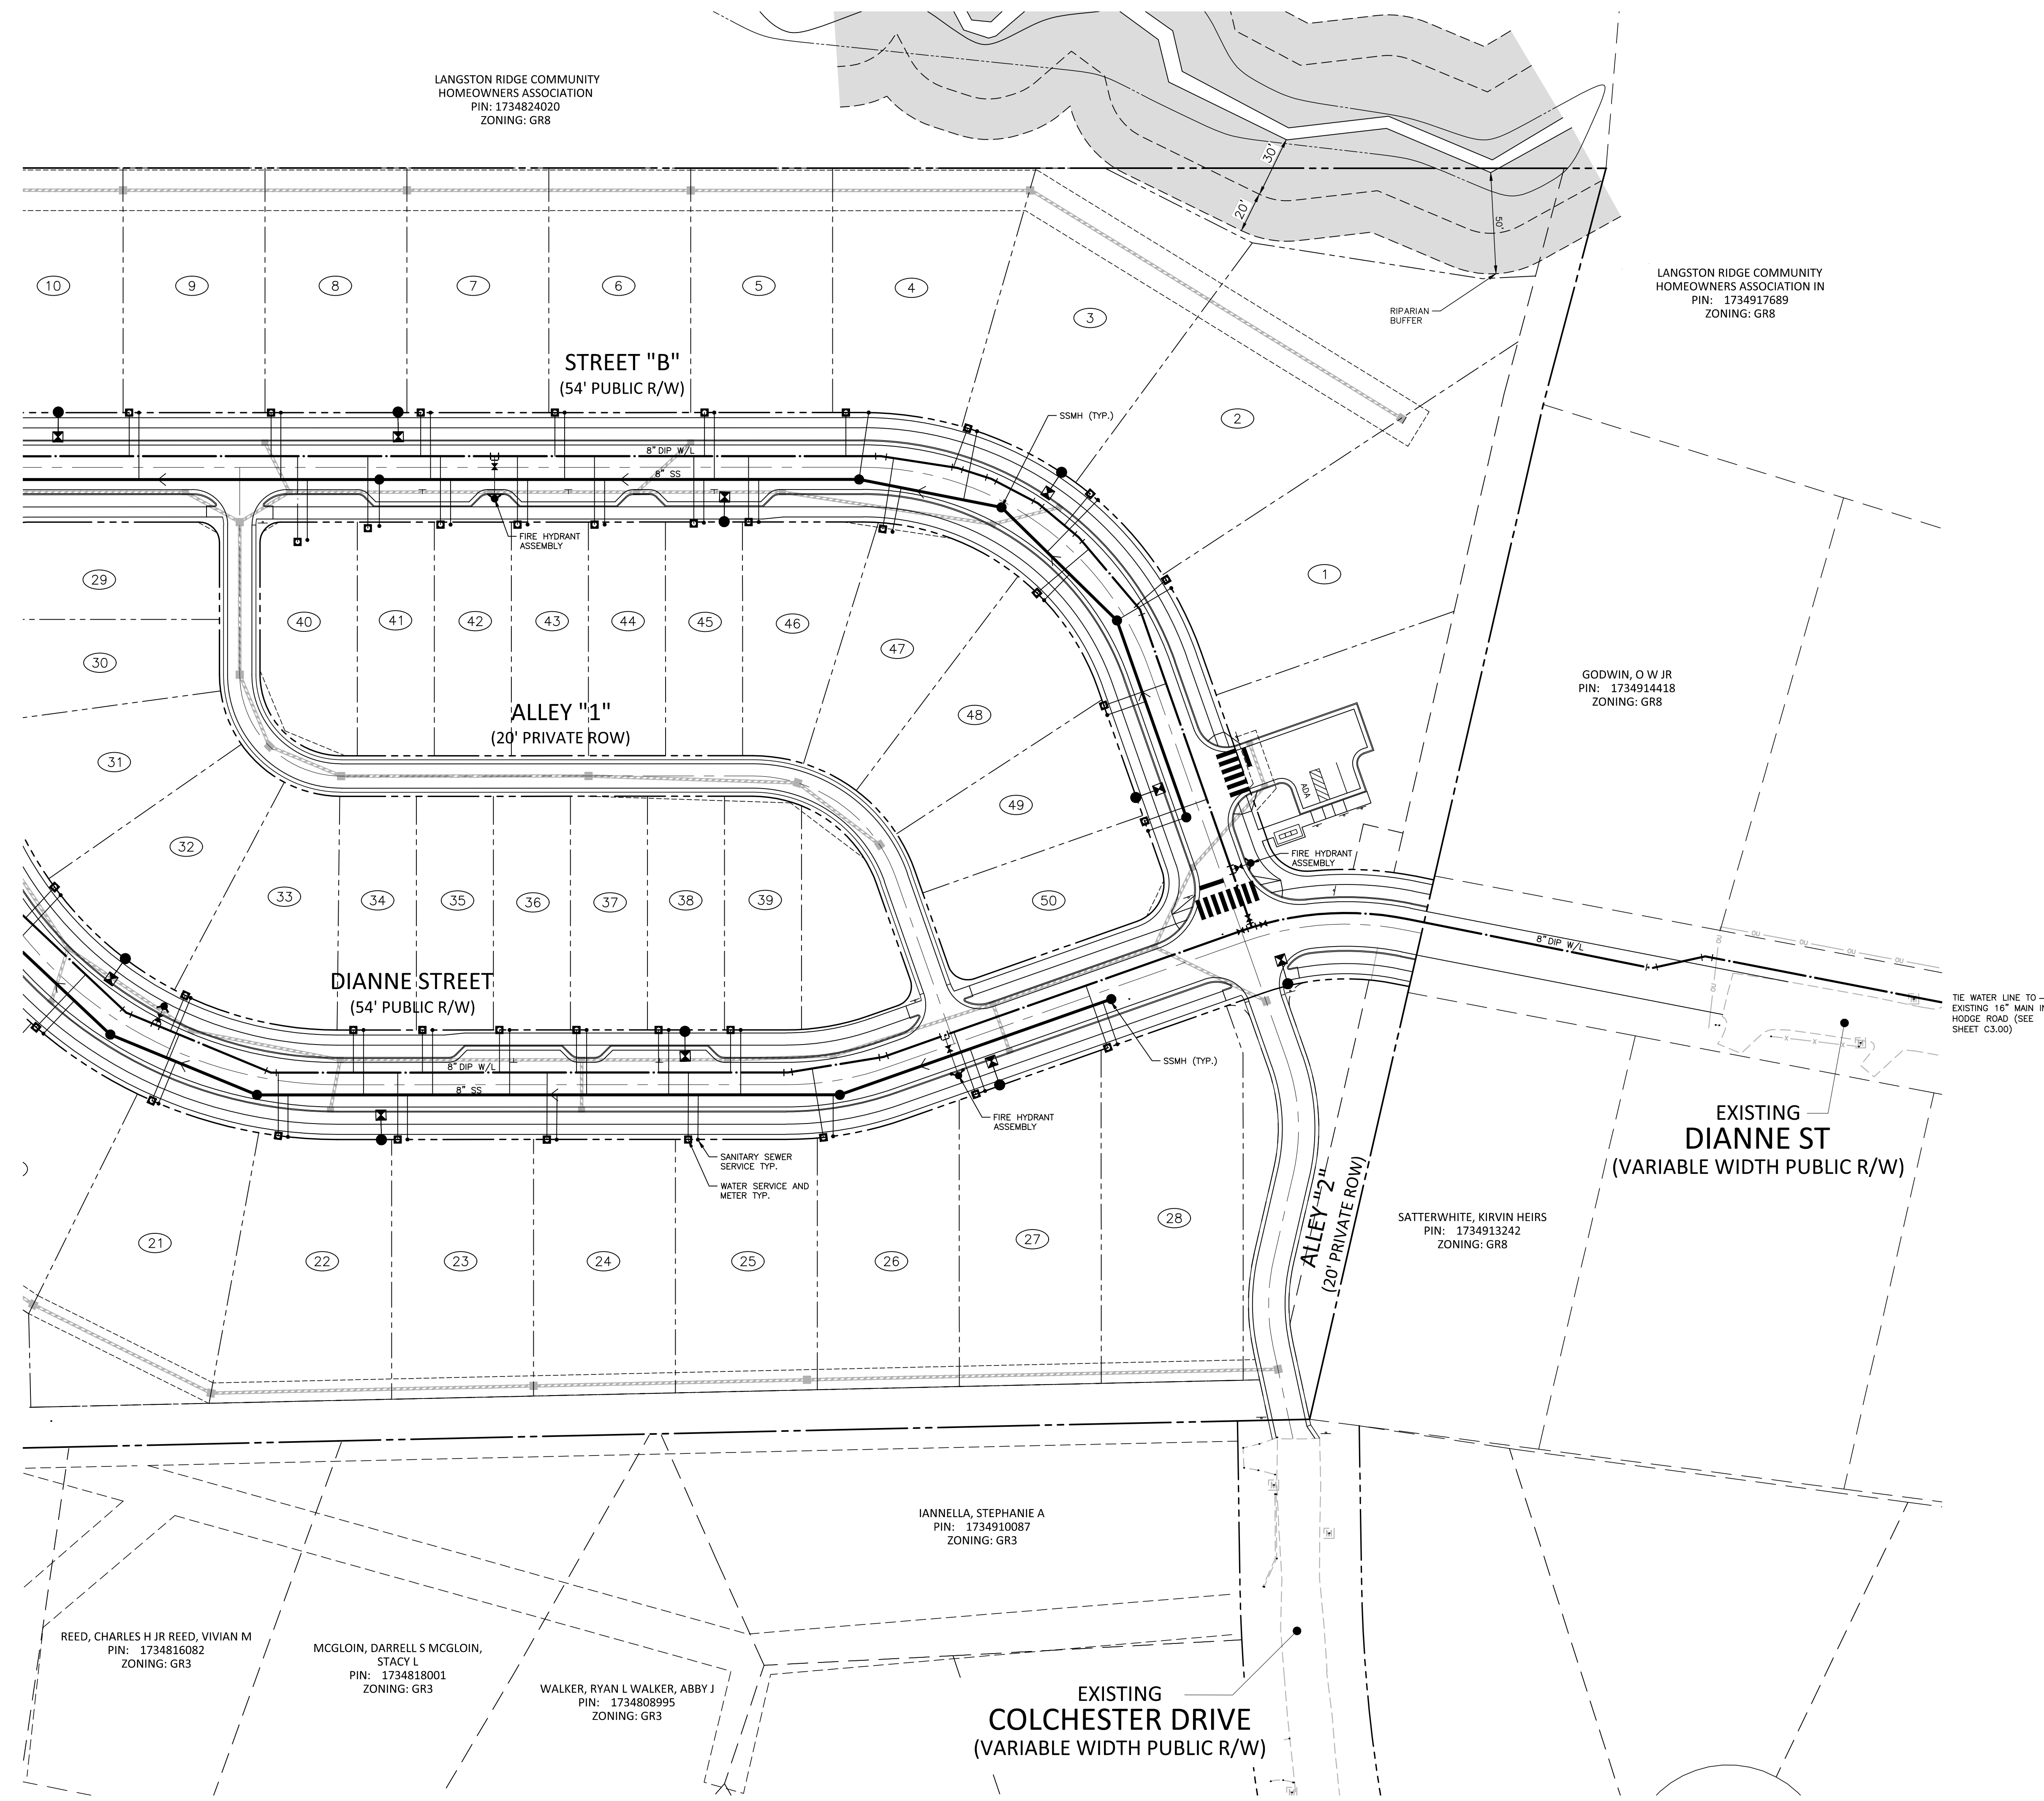 LANGSTON RIDGE COMMUNITY
HOMEOWNERS ASSOCIATION
PIN: 1734824020
ZONING: GR8
30'
20'
50'
LANGSTON RIDGE COMMUNITY
HOMEOWNERS ASSOCIATION IN
PIN: 1734917689
ZONING: GR8
RIPARIAN
BUFFER
10
9
8
7
6
5
4
3
2
1
STREET "B"
(54' PUBLIC R/W)
SSMH (TYP.)
8" DIP W/L
8" SS
FIRE HYDRANT
ASSEMBLY
29
30
31
32
33
40
41
42
43
44
45
46
47
48
49
50
ALLEY "1"
(20' PRIVATE ROW)
GODWIN, O W JR
PIN: 1734914418
ZONING: GR8
ADA
FIRE HYDRANT
ASSEMBLY
34
35
36
37
38
39
DIANNE STREET
(54' PUBLIC R/W)
8" DIP W/L
OU
OU
OU
OU
OU
OU
X
X
X
TIE WATER LINE TO
EXISTING 16" MAIN IN
HODGE ROAD (SEE
SHEET C3.00)
8" DIP W/L
8" SS
SSMH (TYP.)
FIRE HYDRANT
ASSEMBLY
SANITARY SEWER
SERVICE TYP.
WATER SERVICE AND
METER TYP.
EXISTING
DIANNE ST
(VARIABLE WIDTH PUBLIC R/W)
21
22
23
24
25
26
27
28
ALLEY "2"
(20' PRIVATE ROW)
SATTERWHITE, KIRVIN HEIRS
PIN: 1734913242
ZONING: GR8
IANNELLA, STEPHANIE A
PIN: 1734910087
ZONING: GR3
REED, CHARLES H JR REED, VIVIAN M
PIN: 1734816082
ZONING: GR3
MCGLOIN, DARRELL S MCGLOIN,
STACY L
PIN: 1734818001
ZONING: GR3
WALKER, RYAN L WALKER, ABBY J
PIN: 1734808995
ZONING: GR3
EXISTING
COLCHESTER DRIVE
(VARIABLE WIDTH PUBLIC R/W)